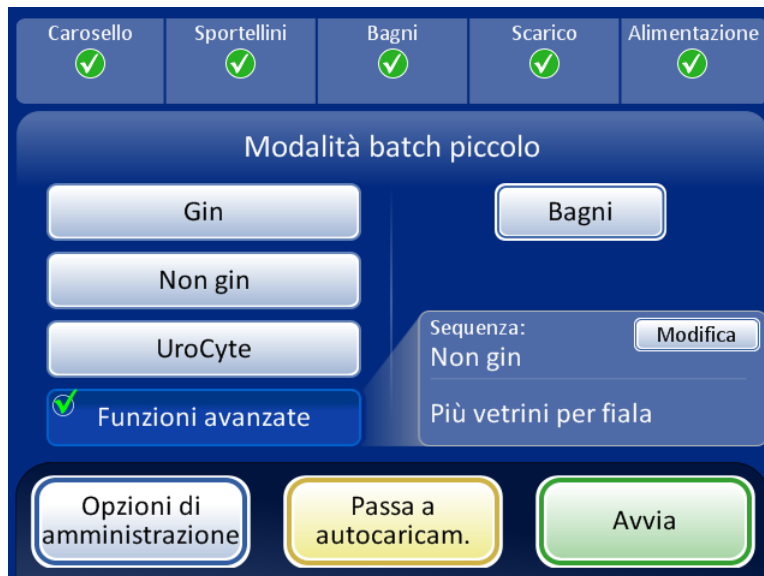 Carosello
Sportellini
Bagni
Scarico
Alimentazione
Modalità batch piccolo
Gin
Bagni
Non gin
UroCyte
Sequenza:
Modifica
Non gin
Funzioni avanzate
Più vetrini per fiala
Opzioni di
amministrazione
Passa a
autocaricam.
Avvia